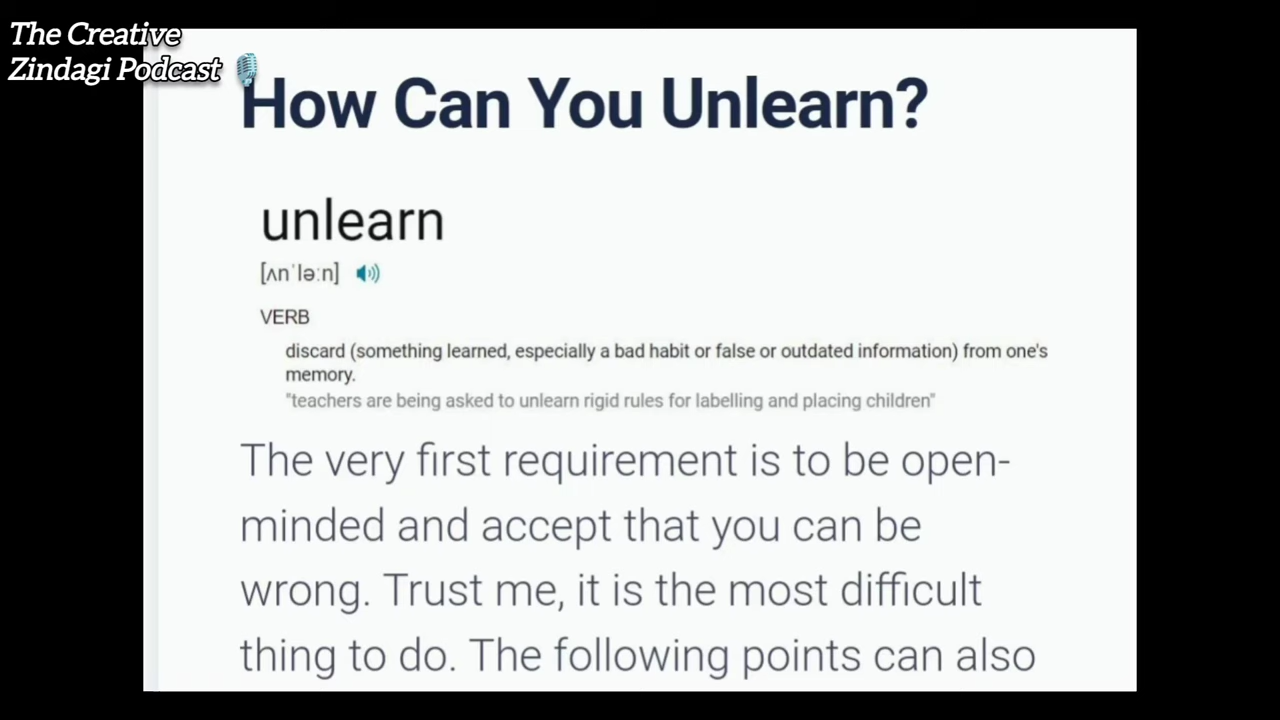 The Creative
Zindagi Podcast
How Can You Unlearn?
unlearn
[ʌnˈləːn]
VERB
discard (something learned, especially a bad habit or false or outdated information) from one's
memory.
"teachers are being asked to unlearn rigid rules for labelling and placing children"
The very first requirement is to be open-
minded and accept that you can be
wrong. Trust me, it is the most difficult
thing to do. The following points can also